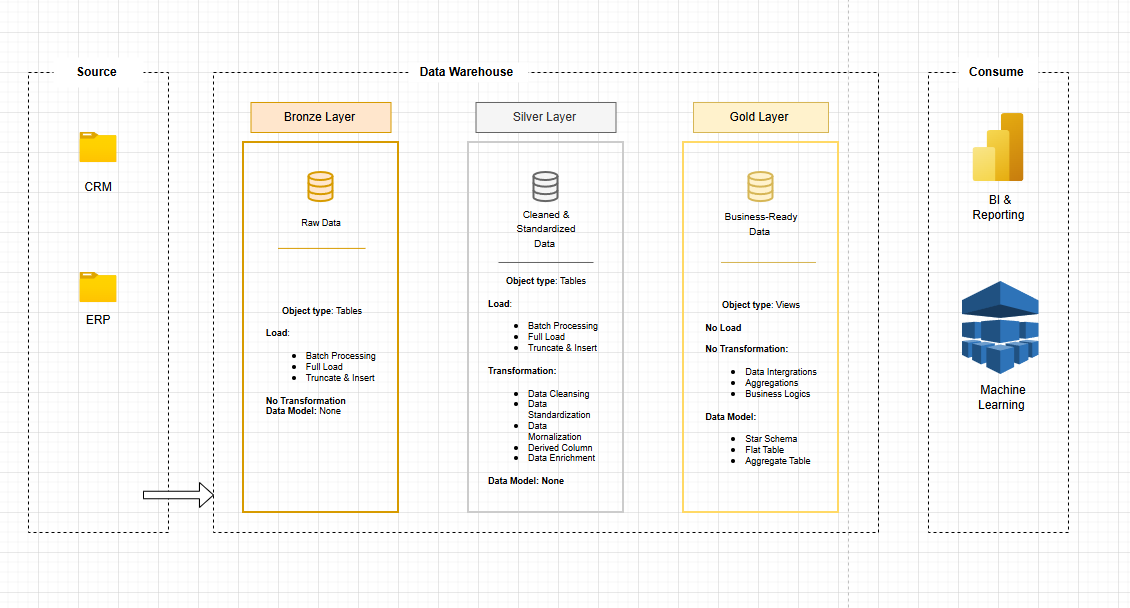 Source
CRM
ERP
Data Warehouse
Bronze Layer
Raw Data
Object type: Tables
Load:
Batch Processing
Full Load
Truncate & Insert
No Transformation
Data Model: None
Silver Layer
Cleaned &
Standardized
Data
Object type: Tables
Load:
Batch Processing
Full Load
Truncate & Insert
Transformation:
Data Cleansing
Data
Standardization
Data
Mornalization
Derived Column
Data Enrichment
Data Model: None
Gold Layer
Business-Ready
Data
Object type: Views
No Load
No Transformation:
Data Intergrations
Aggregations
Business Logics
Data Model:
Star Schema
Flat Table
Aggregate Table
Consume
BI &
Reporting
Machine
Learning